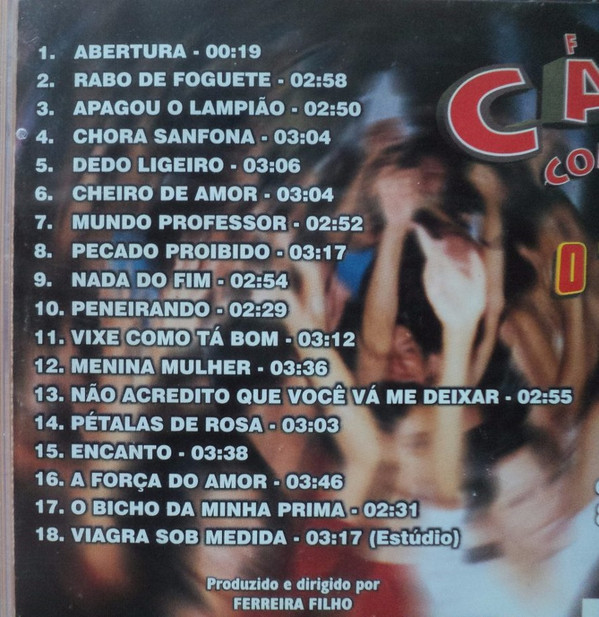 1. ABERTURA - 00:19
2. RABO DE FOGUETE - 02:58
3. APAGOU O LAMPIÃO - 02:50
4. CHORA SANFONA - 03:04
5. DEDO LIGEIRO - 03:06
6. CHEIRO DE AMOR - 03:04
7. MUNDO PROFESSOR - 02:52
8. PECADO PROIBIDO - 03:17
9. NADA DO FIM - 02:54
10. PENEIRANDO - 02:29
11. VIXE COMO TÁ BOM - 03:12
12. MENINA MULHER - 03:36
13. NÃO ACREDITO QUE VOCÊ VÁ ME DEIXAR - 02:55
14. PÉTALAS DE ROSA - 03:03
15. ENCANTO - 03:38
16. A FORÇA DO AMOR - 03:46
17. O BICHO DA MINHA PRIMA - 02:31
18. VIAGRA SOB MEDIDA - 03:17 (Estúdio)
Produzido e dirigido por
FERREIRA FILHO
F
CA
CO
O